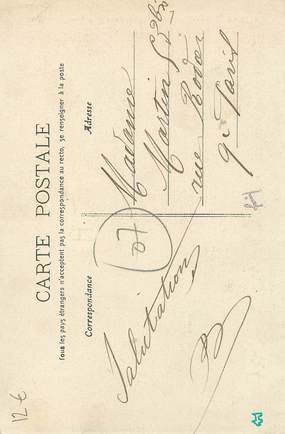 CARTE POSTALE
Tous les pays étrangers n'acceptent pas la correspondance au recto, se renseigner à la poste
Correspondance
Adresse
Salutation
Madame
Martin
rue
Paris
07
12 €